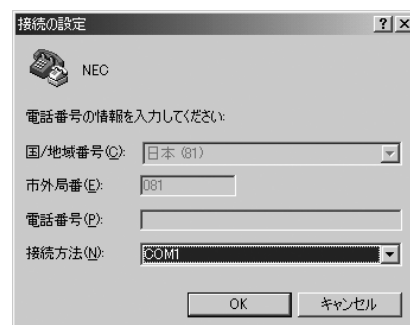 接続の設定
NEC
電話番号の情報を入力してください:
国/地域番号(C): 日本 (81)
市外局番(E): 081
電話番号(P):
接続方法(N): COM1
OK キャンセル